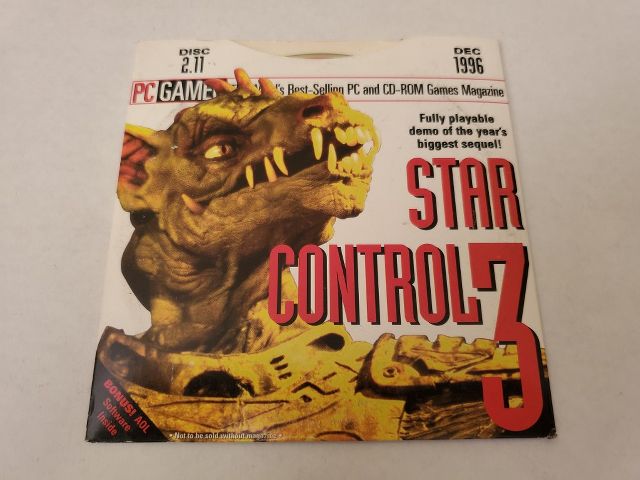 DISC
2.11
DEC
1996
PC GAME 's Best-Selling PC and CD-ROM Games Magazine
Fully playable
demo of the year's
biggest sequel!
STAR
CONTROL 3
BONUS! AOL
Software
Inside
• Not to be sold without magazine •